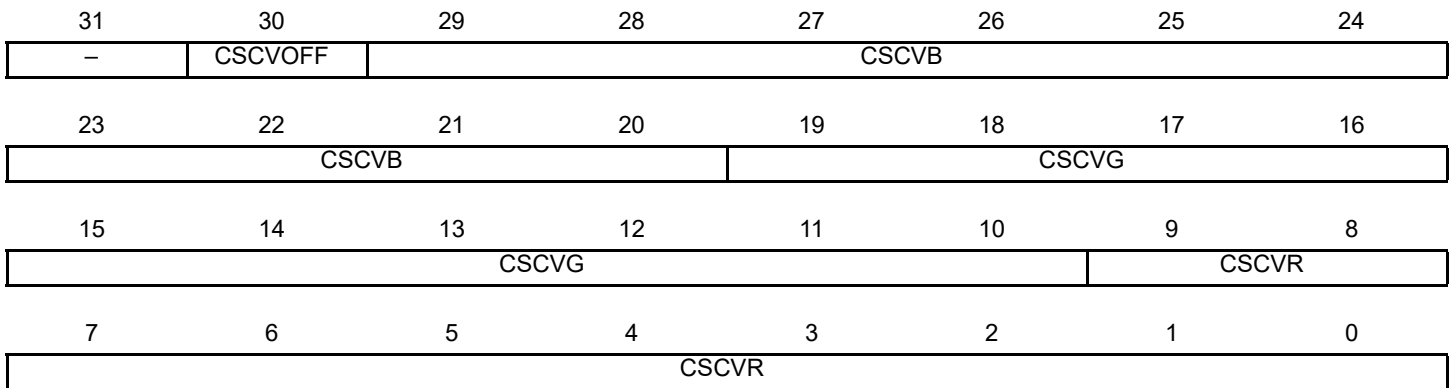 31 30 29 28 27 26 25 24
– CSCVOFF CSCVB
23 22 21 20 19 18 17 16
CSCVB CSCVG
15 14 13 12 11 10 9 8
CSCVG CSCVR
7 6 5 4 3 2 1 0
CSCVR